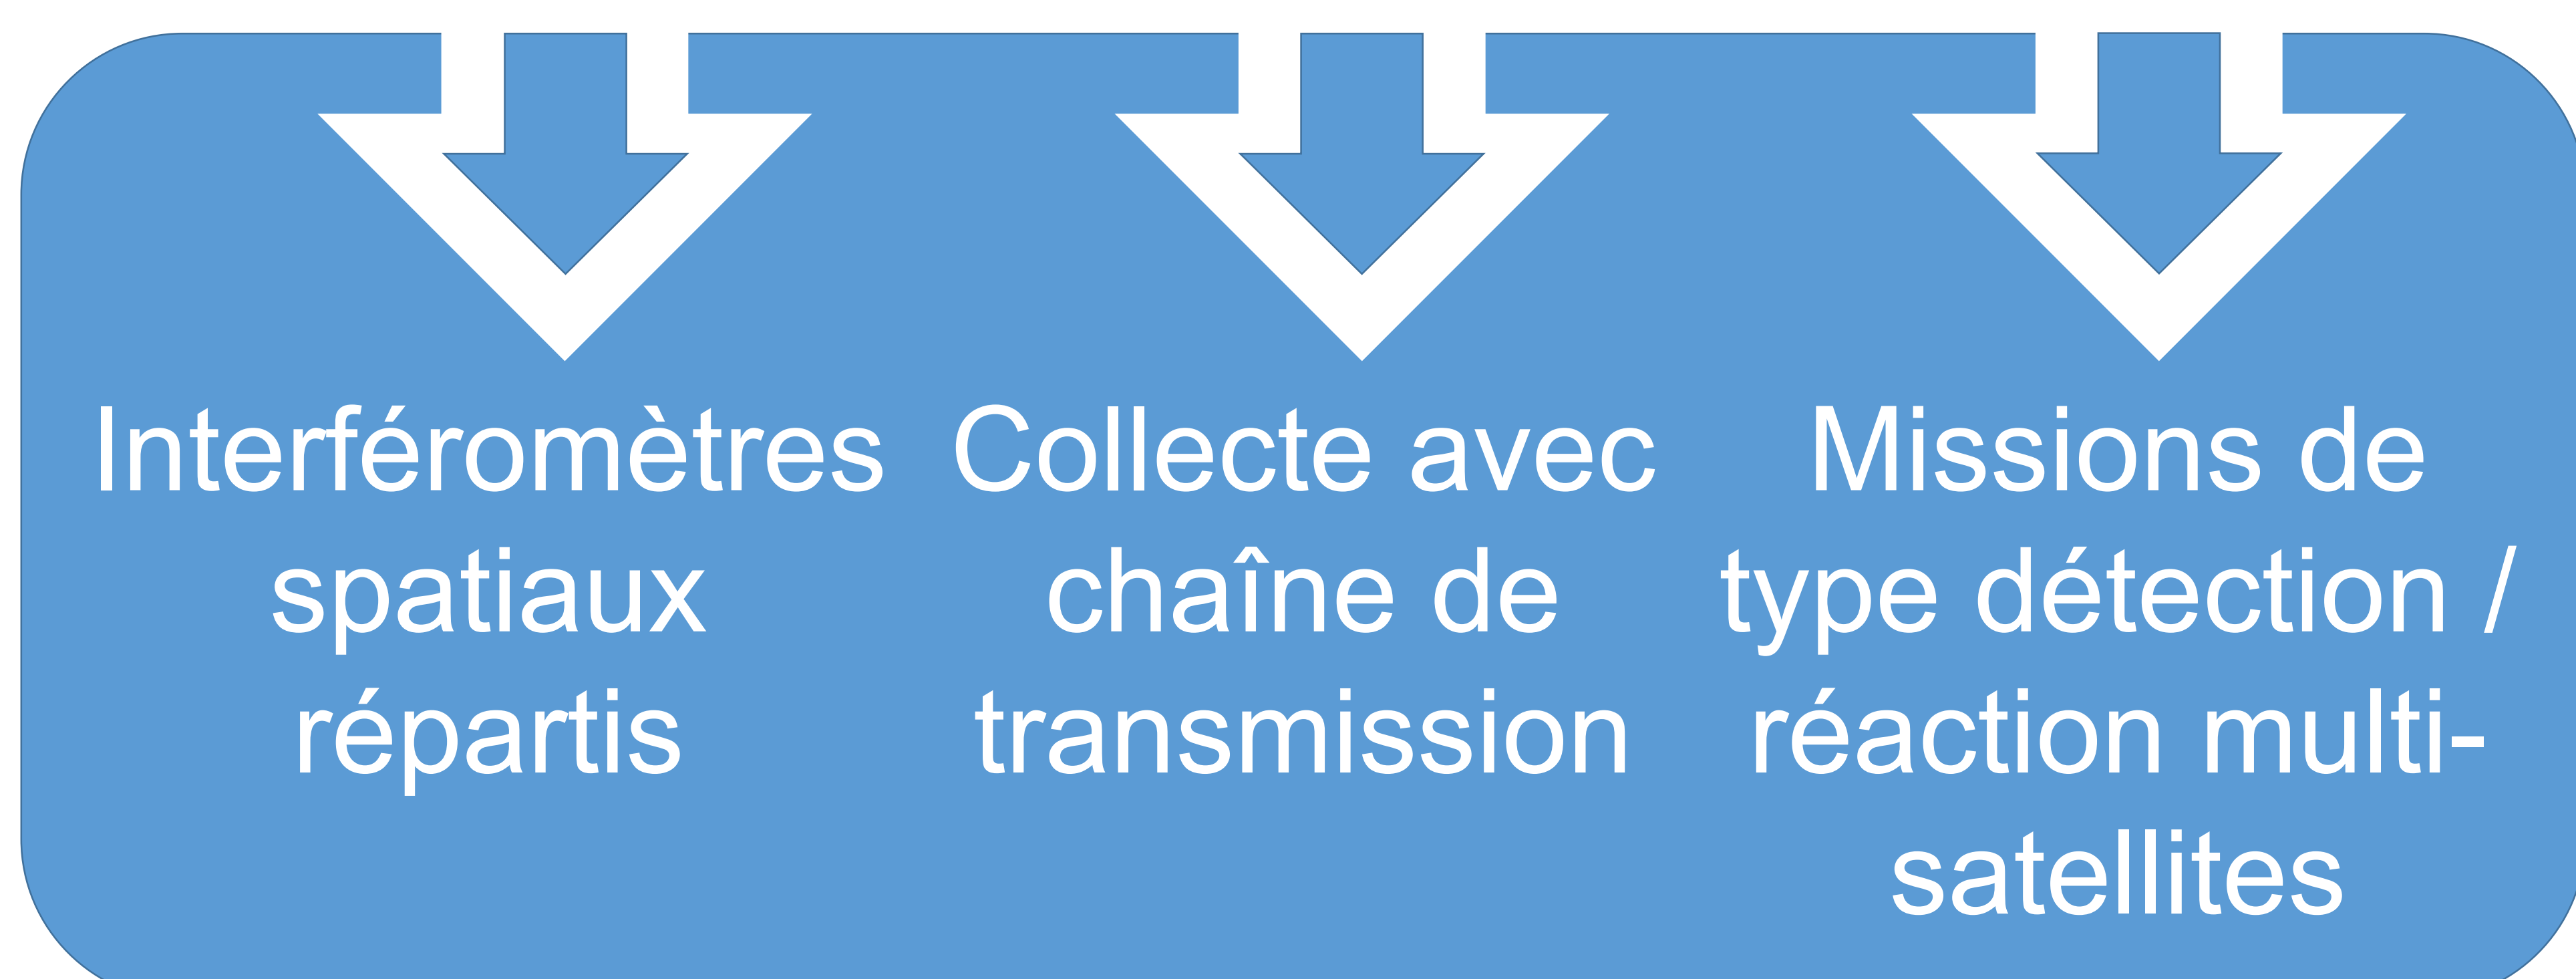 Interféromètres
spatiaux
répartis
Collecte avec
chaîne de
transmission
Missions de
type détection /
réaction multi-
satellites